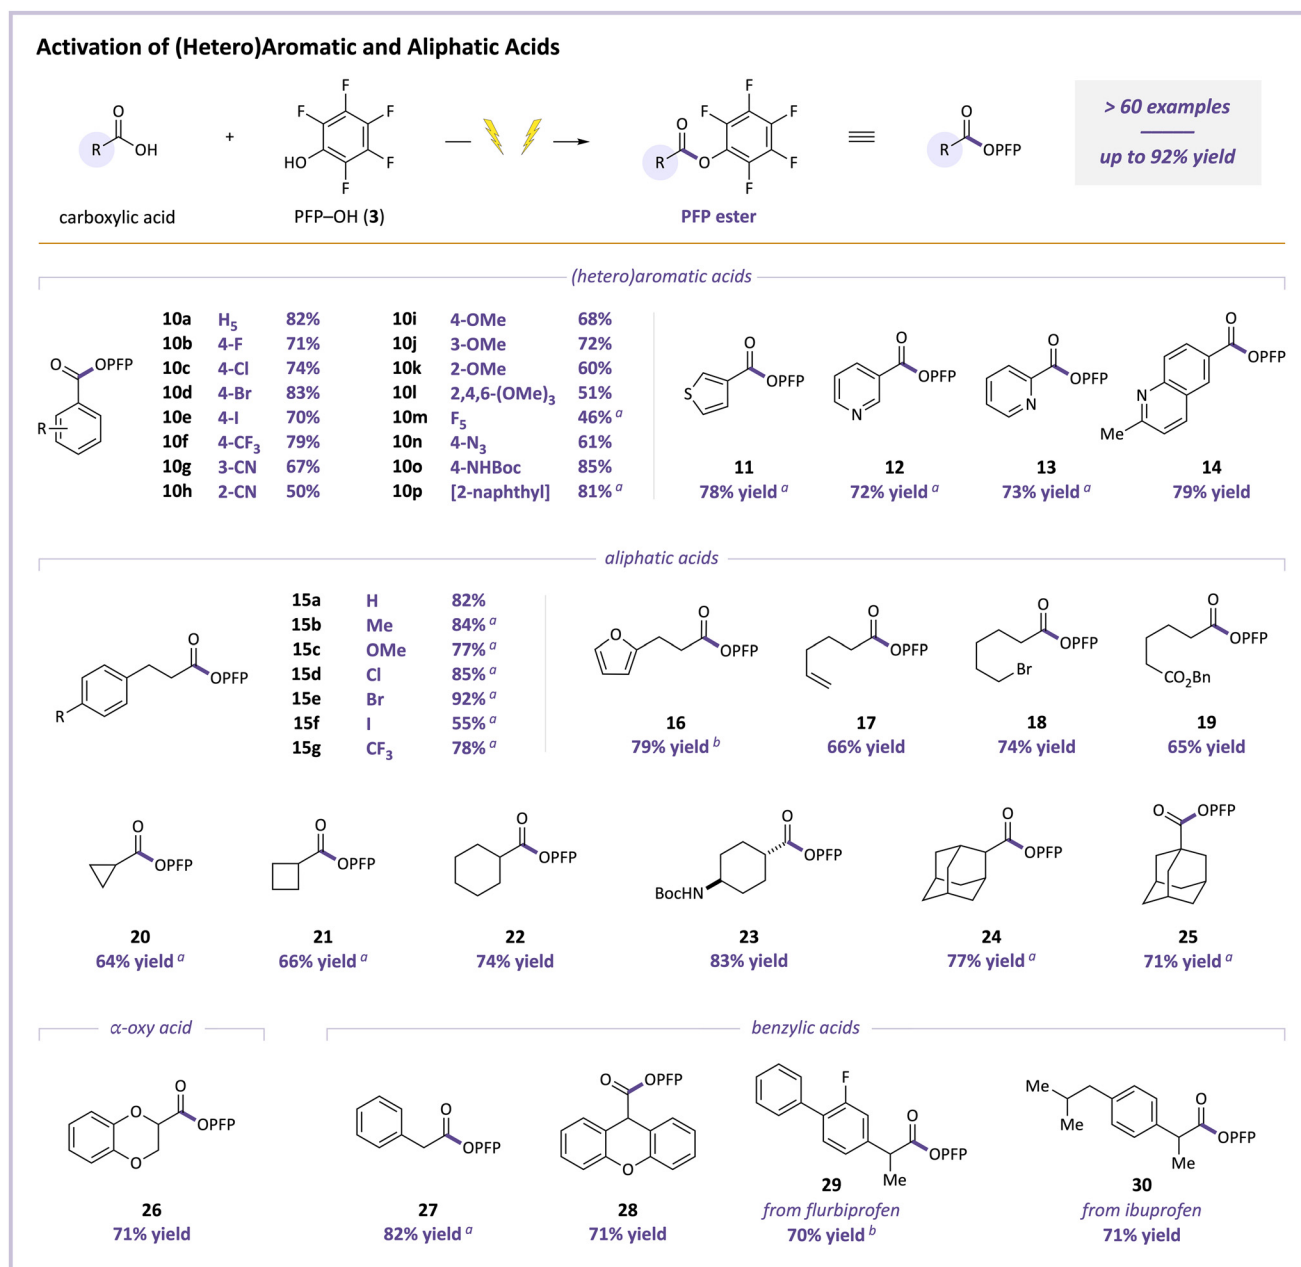 Activation of (Hetero)Aromatic and Aliphatic Acids
R O OH
carboxylic acid
+
HO F F F F F
PFP–OH (3)
R O O F F F F F
PFP ester
R O OPFP
> 60 examples
up to 92% yield
(hetero)aromatic acids
R O OPFP
10a H5 82%
10b 4-F 71%
10c 4-Cl 74%
10d 4-Br 83%
10e 4-I 70%
10f 4-CF3 79%
10g 3-CN 67%
10h 2-CN 50%
10i 4-OMe 68%
10j 3-OMe 72%
10k 2-OMe 60%
10l 2,4,6-(OMe)3 51%
10m F5 46% a
10n 4-N3 61%
10o 4-NHBoc 85%
10p [2-naphthyl] 81% a
S O OPFP
11
78% yield a
N O OPFP
12
72% yield a
N O OPFP
13
73% yield a
Me N O OPFP
14
79% yield
aliphatic acids
R O OPFP
15a H 82%
15b Me 84% a
15c OMe 77% a
15d Cl 85% a
15e Br 92% a
15f I 55% a
15g CF3 78% a
O O OPFP
16
79% yield b
O OPFP
17
66% yield
O OPFP Br
18
74% yield
O OPFP CO2Bn
19
65% yield
O OPFP
20
64% yield a
O OPFP
21
66% yield a
O OPFP
22
74% yield
BocHN O OPFP
23
83% yield
O OPFP
24
77% yield a
O OPFP
25
71% yield a
α-oxy acid
O O O OPFP
26
71% yield
benzylic acids
O OPFP
27
82% yield a
O OPFP O
28
71% yield
F O OPFP Me
29
from flurbiprofen
70% yield b
Me Me O OPFP Me
30
from ibuprofen
71% yield